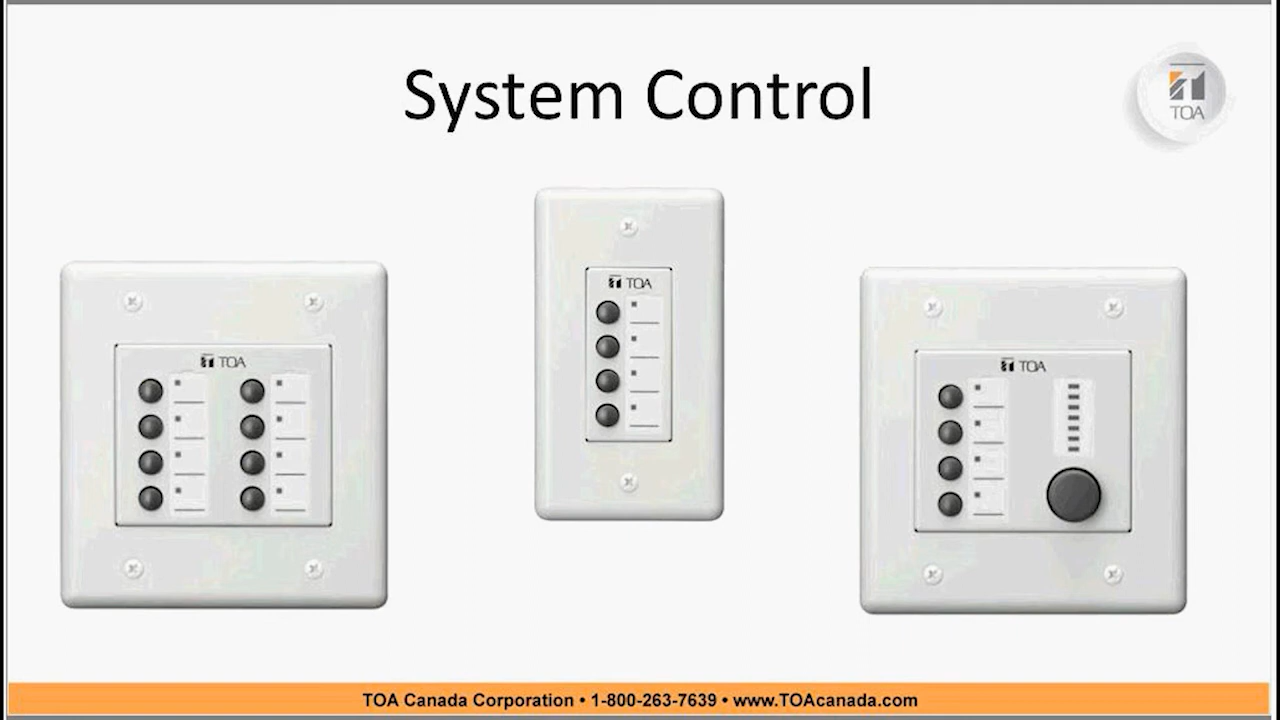 System Control
TOA
TOA
TOA
TOA
TOA Canada Corporation • 1-800-263-7639 • www.TOAcanada.com